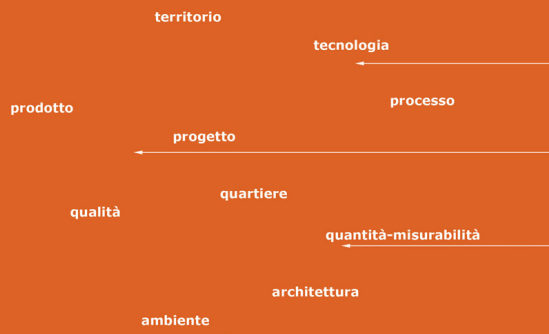 territorio
tecnologia
processo
prodotto
progetto
quartiere
qualità
quantità-misurabilità
architettura
ambiente